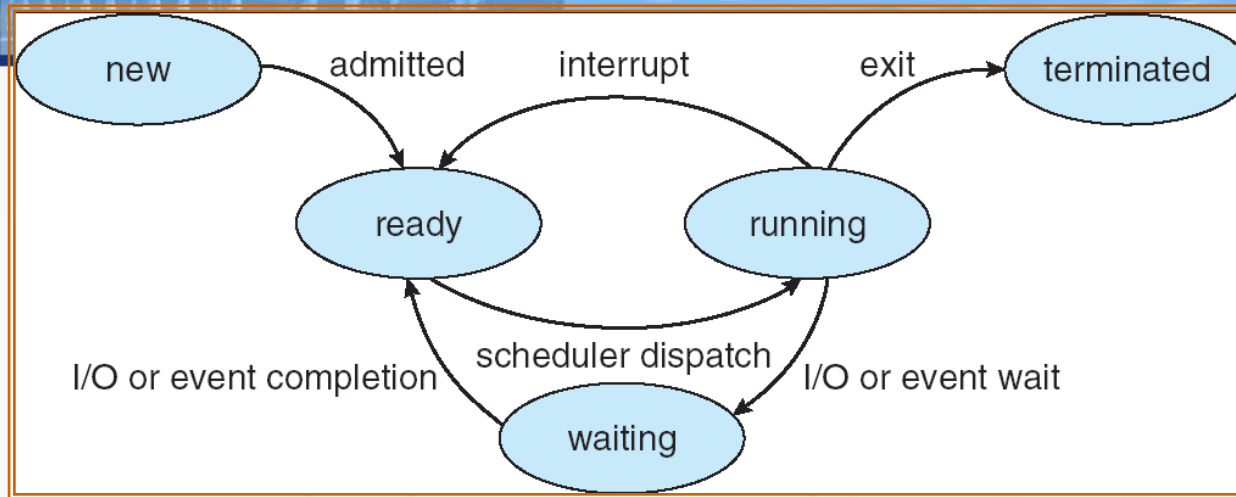 new
admitted
interrupt
exit
terminated
ready
running
scheduler dispatch
I/O or event completion
I/O or event wait
waiting